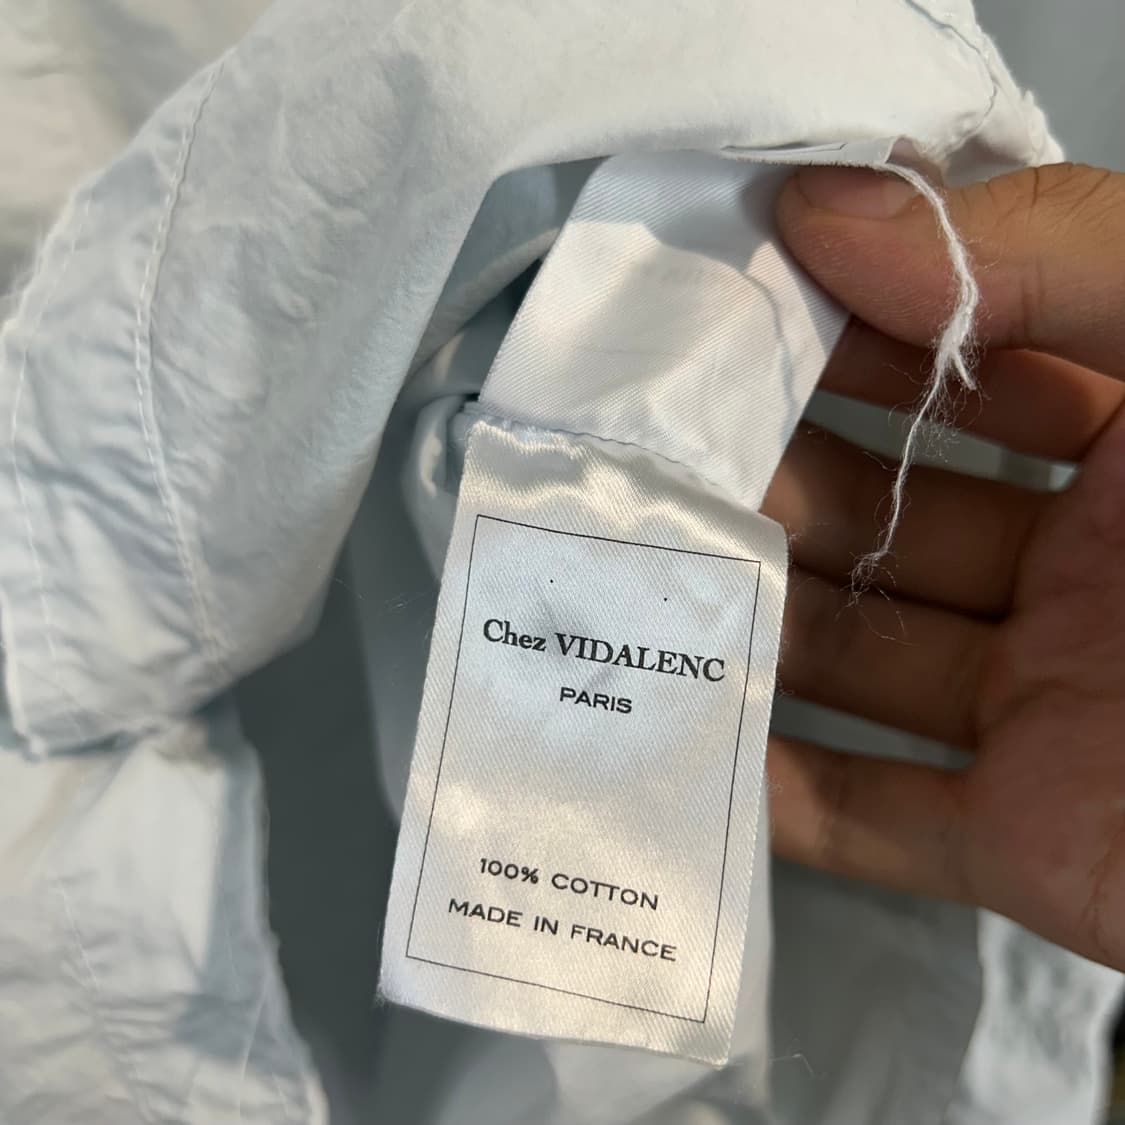 Chez VIDALENC
PARIS
100% COTTON
MADE IN FRANCE